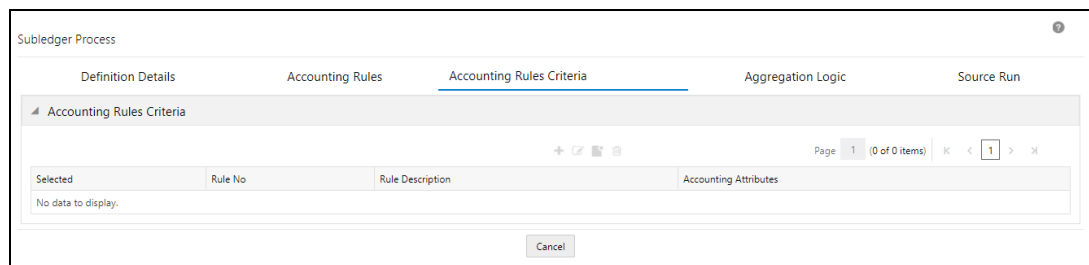 Subledger Process
Definition Details Accounting Rules Accounting Rules Criteria Aggregation Logic Source Run
Accounting Rules Criteria
Page 1 (0 of 0 items) 1
Selected Rule No Rule Description Accounting Attributes
No data to display.
Cancel